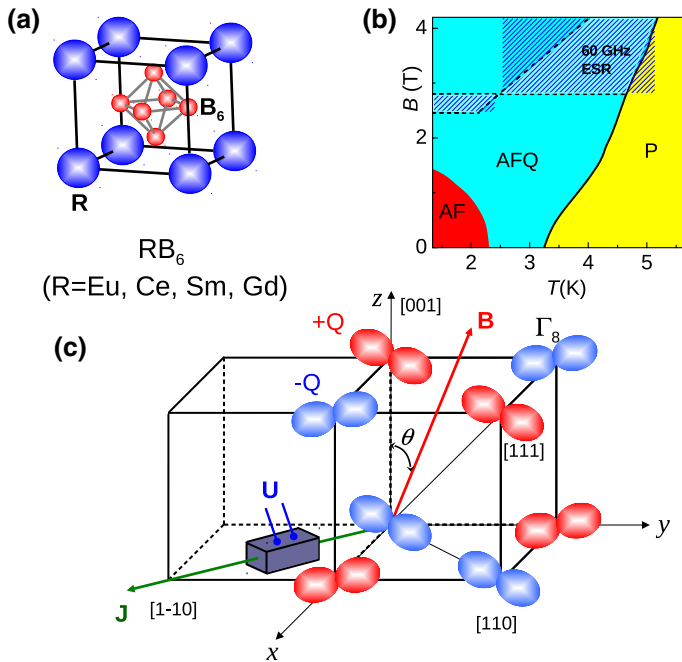 (a)
B₆
R
RB₆
(R=Eu, Ce, Sm, Gd)
(b)
B (T)
4
2
0
60 GHz
ESR
AFQ
P
AF
2
3
4
5
T(K)
(c)
z
[001]
B
Γ₈
+Q
-Q
θ
[111]
U
y
J
[1-10]
x
[110]